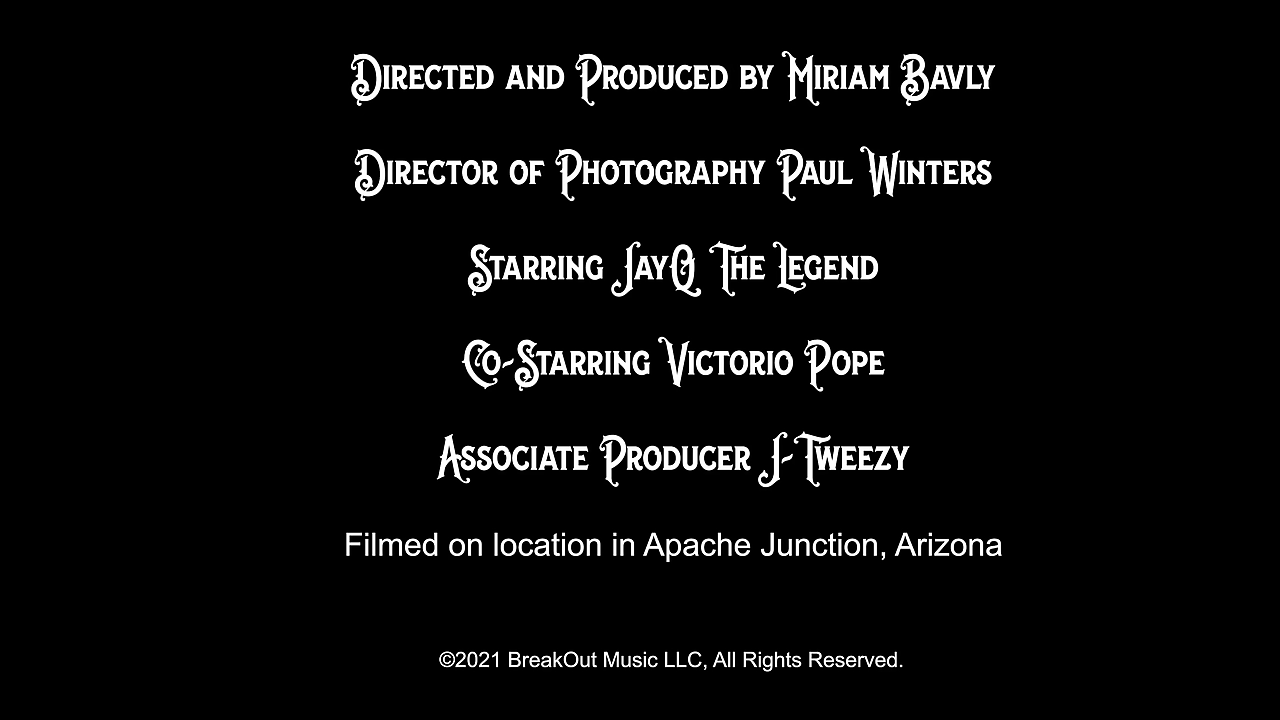 Directed and Produced by Miriam Bavly
Director of Photography Paul Winters
Starring JayQ The Legend
Co-Starring Victorio Pope
Associate Producer J-Tweezy
Filmed on location in Apache Junction, Arizona
©2021 BreakOut Music LLC, All Rights Reserved.